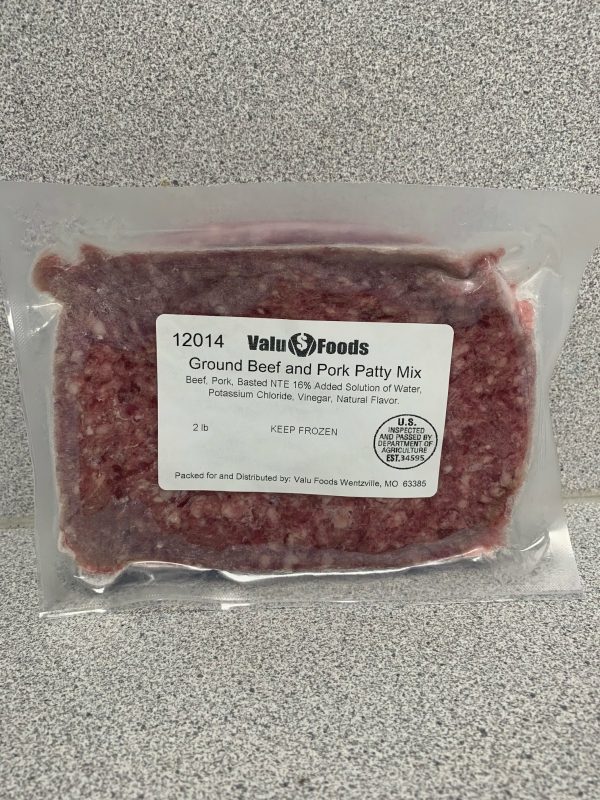 12014 Valu $ Foods
Ground Beef and Pork Patty Mix
Beef, Pork, Basted NTE 16% Added Solution of Water,
Potassium Chloride, Vinegar, Natural Flavor.
2 lb KEEP FROZEN
U.S.
INSPECTED
AND PASSED BY
DEPARTMENT OF
AGRICULTURE
EST.34595
Packed for and Distributed by: Valu Foods Wentzville, MO 63385